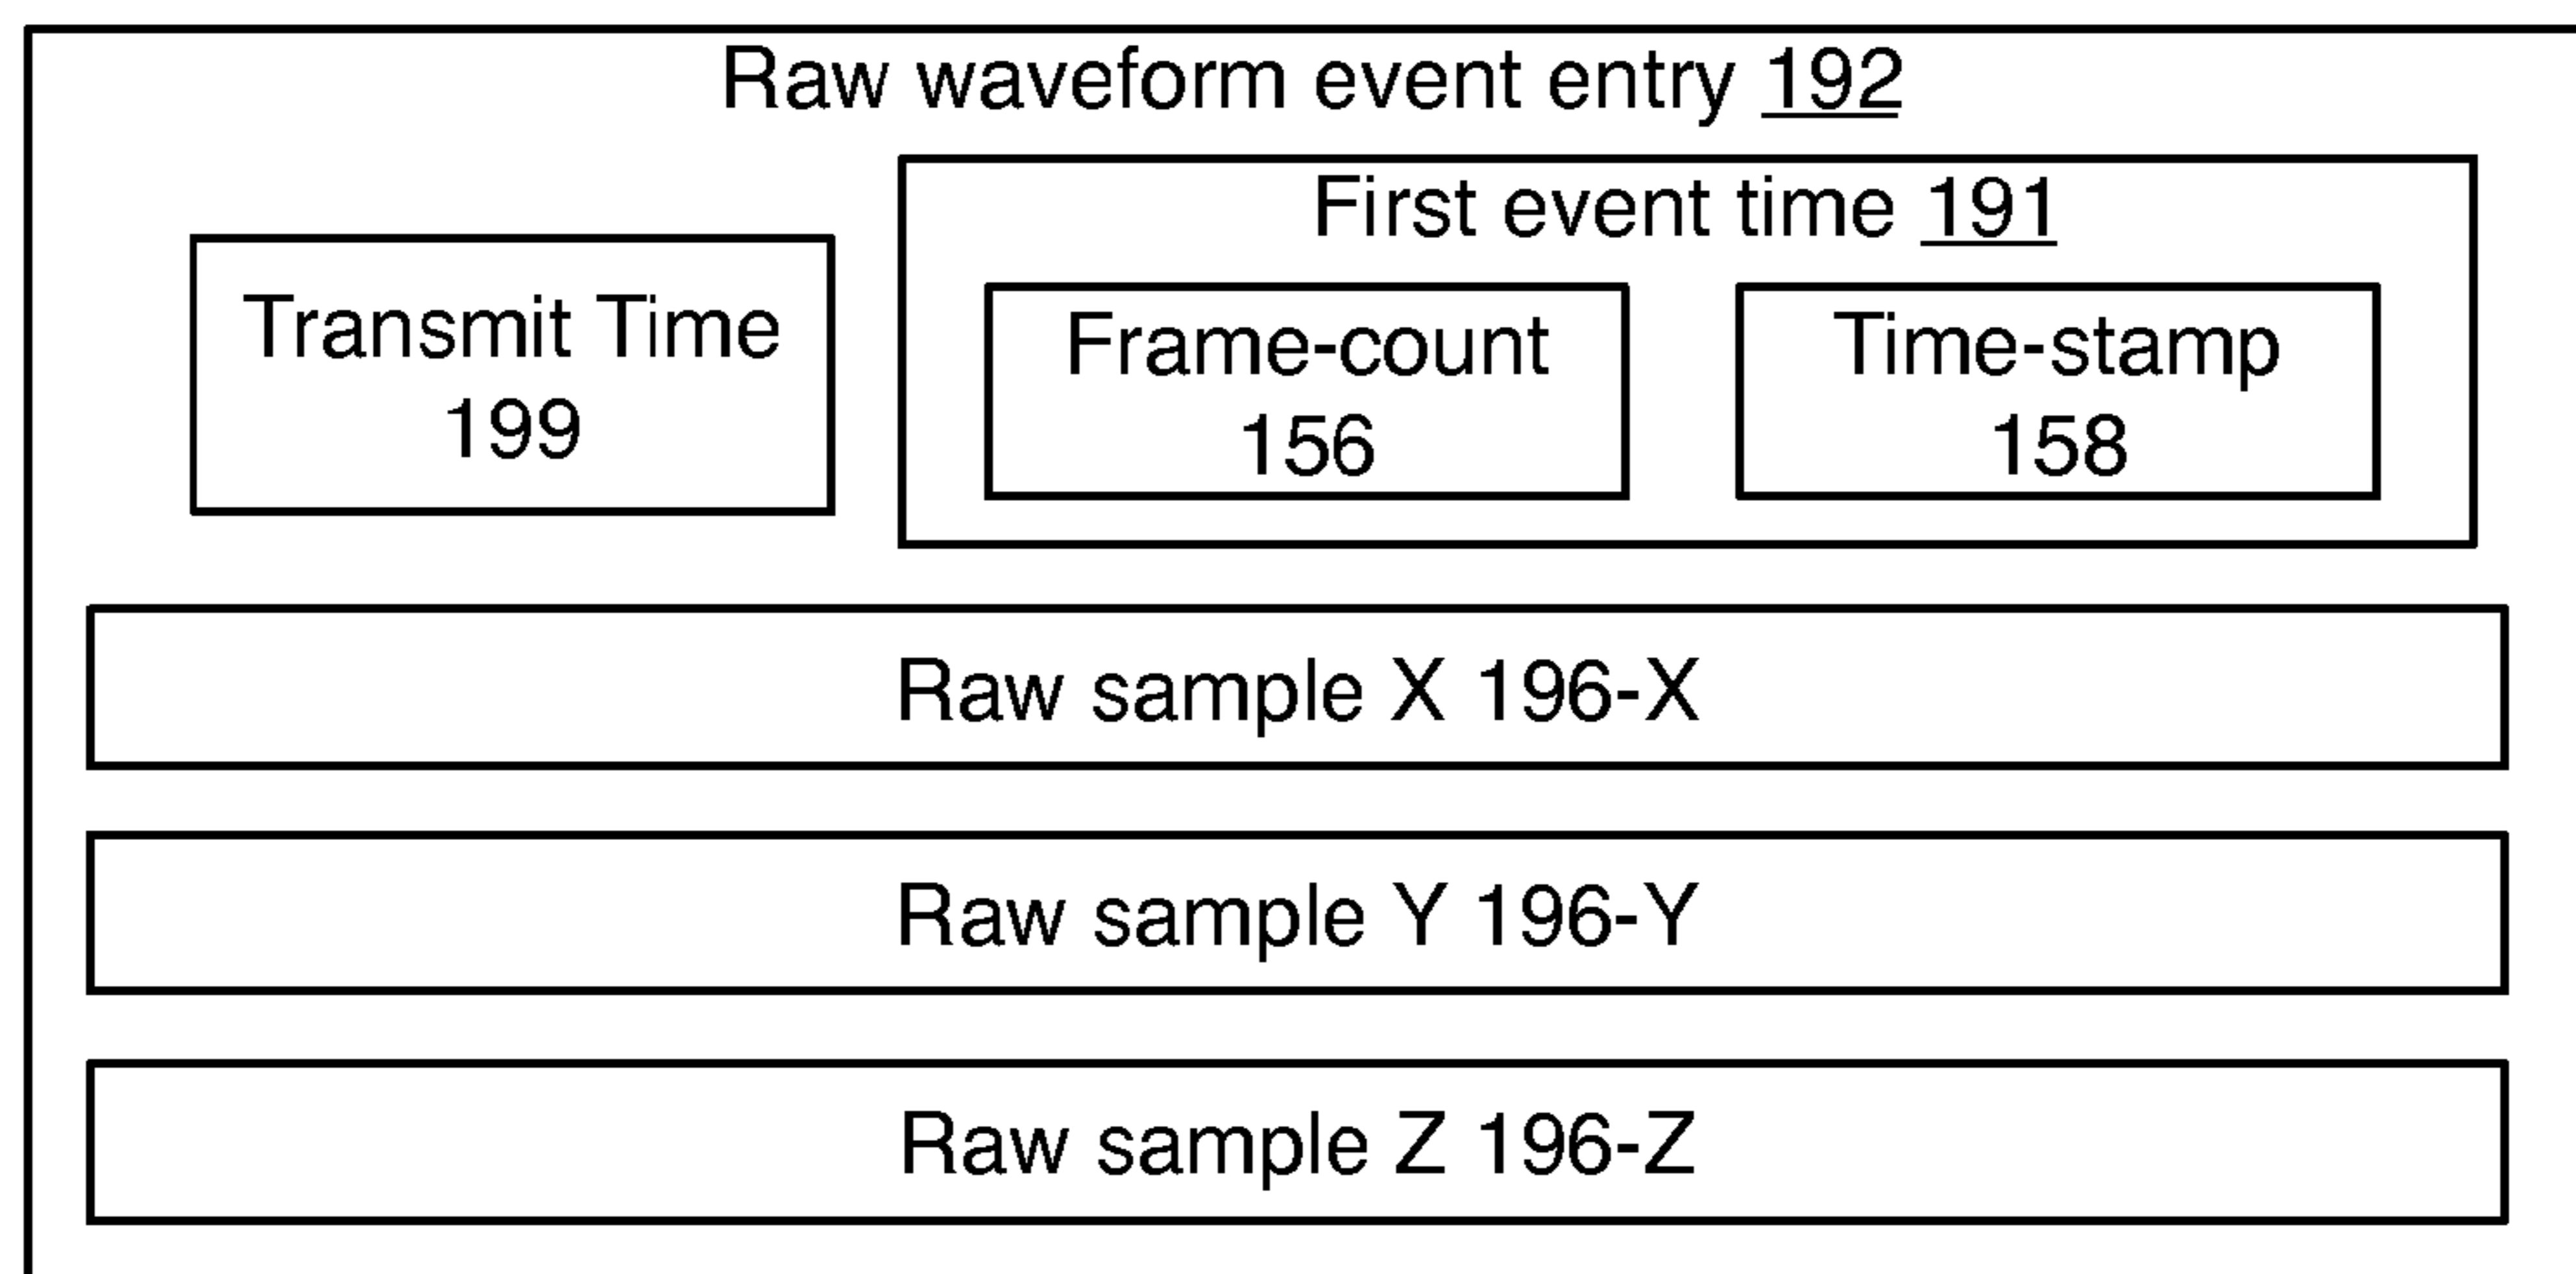 Raw waveform event entry 192
First event time 191
Transmit Time
199
Frame-count
156
Time-stamp
158
Raw sample X 196-X
Raw sample Y 196-Y
Raw sample Z 196-Z